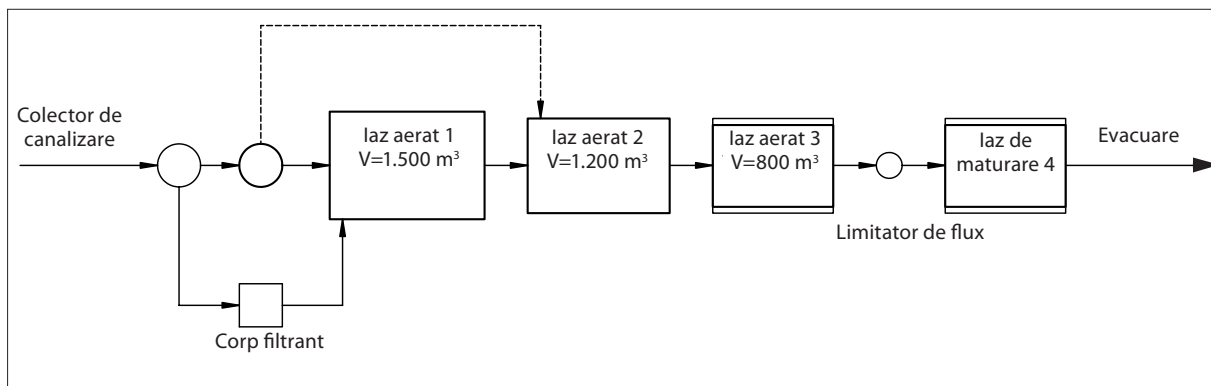 Colector de
canalizare
Iaz aerat 1
V=1.500 m³
Iaz aerat 2
V=1.200 m³
Iaz aerat 3
V=800 m³
Iaz de
maturare 4
Evacuare
Limitator de flux
Corp filtrant